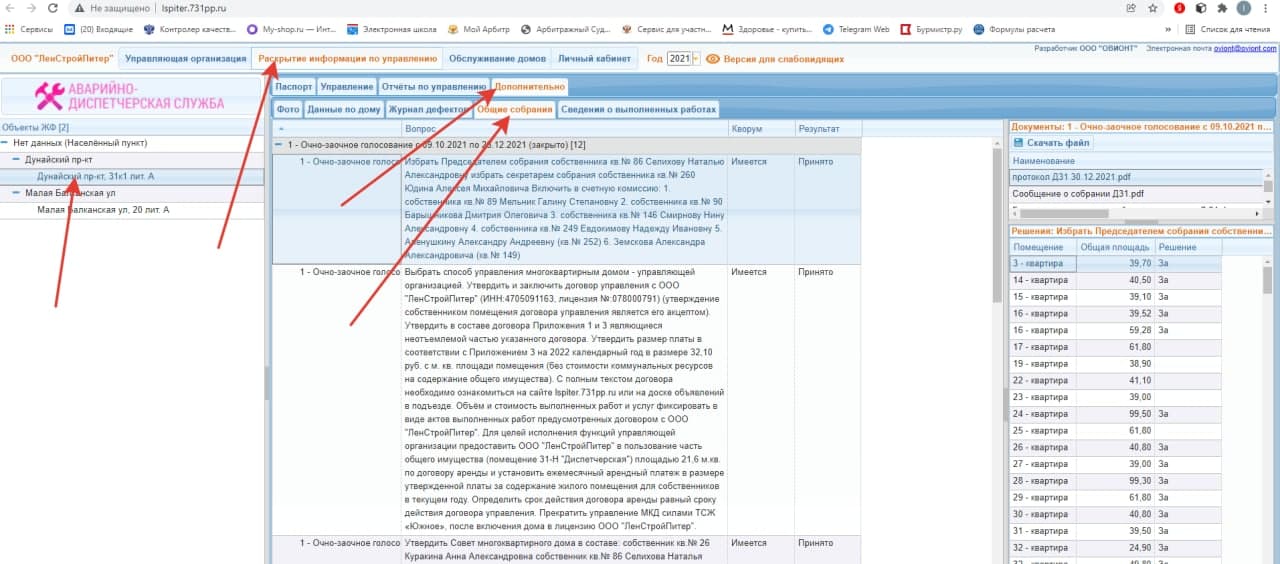 Не защищено | lspiter.731pp.ru
Сервисы (20) Входящие Контролер качеств... My-shop.ru — Инт... Электронная школа Мой Арбитр Арбитражный Суд... Сервис для участн... Здоровье - купить... Telegram Web Бурмистр.ру Формулы расчета » Список для чтения
Разработчик ООО "ОВИОНТ" Электронная почта oviont@oviont.com
ООО "ЛенСтройПитер" Управляющая организация Раскрытие информации по управлению Обслуживание домов Личный кабинет Год 2021 Версия для слабовидящих
АВАРИЙНО-
ДИСПЕТЧЕРСКАЯ СЛУЖБА
Объекты ЖФ [2]
Нет данных (Населённый пункт)
Дунайский пр-кт
Дунайский пр-кт, 31к1 лит. А
Малая Балканская ул
Малая Балканская ул, 20 лит. А
Паспорт Управление Отчёты по управлению Дополнительно
Фото Данные по дому Журнал дефектов Общие собрания Сведения о выполненных работах
Вопрос Кворум Результат
1 - Очно-заочное голосование с 09.10.2021 по 28.12.2021 (закрыто) [12]
1 - Очно-заочное голосо Избрать Председателем собрания собственника кв.№ 86 Селихову Наталью Имеется Принято
Александровну избрать секретарем собрания собственника кв.№ 260
Юдина Алексея Михайловича Включить в счетную комиссию: 1.
собственника кв.№ 89 Мельник Галину Степановну 2. собственника кв.№ 90
Барышникова Дмитрия Олеговича 3. собственника кв.№ 146 Смирнову Нину
Александровну 4. собственника кв.№ 249 Евдокимову Надежду Ивановну 5.
Аленушкину Александру Андреевну (кв.№ 252) 6. Земскова Александра
Александровича (кв.№ 149)
1 - Очно-заочное голосо Выбрать способ управления многоквартирным домом - управляющей Имеется Принято
организацией. Утвердить и заключить договор управления с ООО
"ЛенСтройПитер" (ИНН:4705091163, лицензия №:078000791) (утверждение
собственником помещения договора управления является его акцептом).
Утвердить в составе договора Приложения 1 и 3 являющиеся
неотъемлемой частью указанного договора. Утвердить размер платы в
соответствии с Приложением 3 на 2022 календарный год в размере 32,10
руб. с м. кв. площади помещения (без стоимости коммунальных ресурсов
на содержание общего имущества). С полным текстом договора
необходимо ознакомиться на сайте lspiter.731pp.ru или на доске объявлений
в подъезде. Объём и стоимость выполненных работ и услуг фиксировать в
виде актов выполненных работ предусмотренных договором с ООО
"ЛенСтройПитер". Для целей исполнения функций управляющей
организации предоставить ООО "ЛенСтройПитер" в пользование часть
общего имущества (помещение 31-Н "Диспетчерская") площадью 21,6 м.кв.
по договору аренды и установить ежемесячный арендный платеж в размере
утвержденной платы за содержание жилого помещения для собственников
в текущем году. Определить срок действия договора аренды равный сроку
действия договора управления. Прекратить управление МКД силами ТСЖ
«Южное», после включения дома в лицензию ООО "ЛенСтройПитер".
1 - Очно-заочное голосо Утвердить Совет многоквартирного дома в составе: собственник кв.№ 26 Имеется Принято
Куракина Анна Александровна собственник кв.№ 86 Селихова Наталья
Документы: 1 - Очно-заочное голосование с 09.10.2021 п...
Скачать файл
Наименование
протокол Д31 30.12.2021.pdf
Сообщение о собрании Д31.pdf
Решения: Избрать Председателем собрания собственни...
Помещение Общая площадь Решение
3 - квартира 39,70 За
14 - квартира 40,50 За
15 - квартира 39,10 За
16 - квартира 39,52 За
16 - квартира 59,28 За
17 - квартира 61,80
19 - квартира 38,90
22 - квартира 41,10
23 - квартира 39,00
24 - квартира 99,50 За
25 - квартира 61,80
26 - квартира 40,80 За
27 - квартира 39,00 За
28 - квартира 99,30 За
29 - квартира 61,80 За
30 - квартира 40,80 За
31 - квартира 39,50 За
32 - квартира 24,90 За